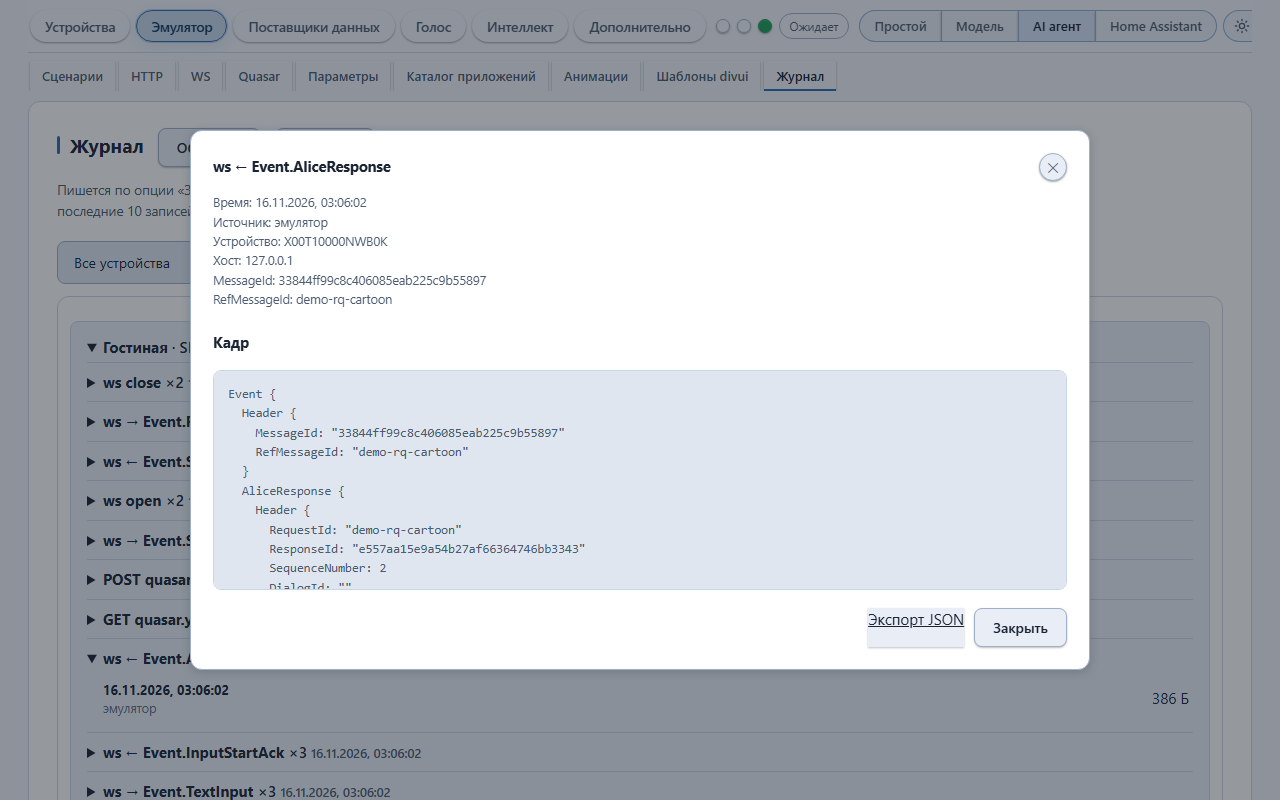 Устройства Эмулятор Поставщики данных Голос Интеллект Дополнительно Ожидает Простой Модель AI агент Home Assistant
Сценарии HTTP WS Quasar Параметры Каталог приложений Анимации Шаблоны divui Журнал
Журнал
Пишется по опции
последние 10 записей
Все устройства
ws ← Event.AliceResponse
Время: 16.11.2026, 03:06:02
Источник: эмулятор
Устройство: X00T10000NWB0K
Хост: 127.0.0.1
MessageId: 33844ff99c8c406085eab225c9b55897
RefMessageId: demo-rq-cartoon
Кадр
Event {
Header {
MessageId: "33844ff99c8c406085eab225c9b55897"
RefMessageId: "demo-rq-cartoon"
}
AliceResponse {
Header {
RequestId: "demo-rq-cartoon"
ResponseId: "e557aa15e9a54b27af66364746bb3343"
SequenceNumber: 2
DialogId: ""
Экспорт JSON Закрыть
▼ Гостиная ·
▶ ws close ×2
▶ ws → Event.
▶ ws ← Event.
▶ ws open ×2
▶ ws → Event.
▶ POST quasar
▶ GET quasar.y
▼ ws ← Event.
16.11.2026, 03:06:02
эмулятор
386 Б
▶ ws ← Event.InputStartAck ×3 16.11.2026, 03:06:02
▶ ws → Event.TextInput ×3 16.11.2026, 03:06:02